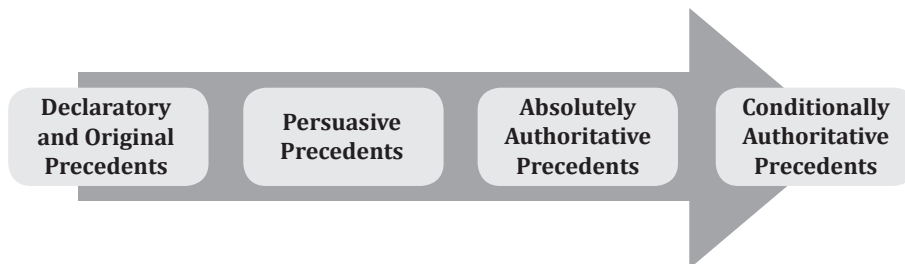 Declaratory
and Original
Precedents
Persuasive
Precedents
Absolutely
Authoritative
Precedents
Conditionally
Authoritative
Precedents